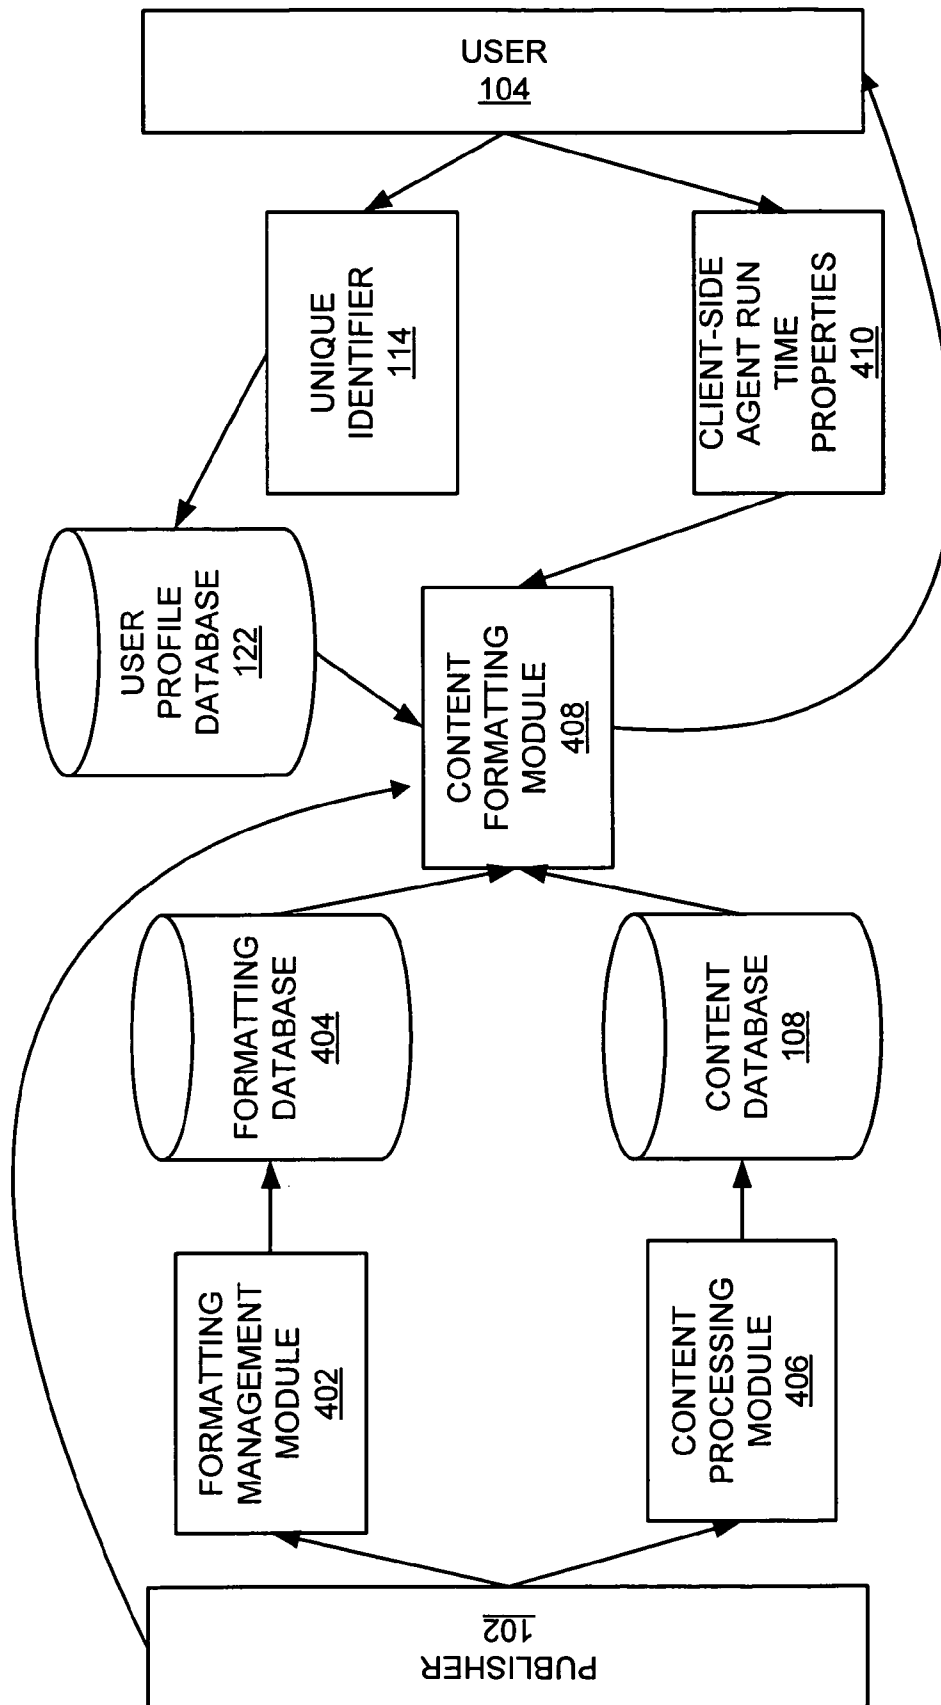 PUBLISHER
102
FORMATTING
MANAGEMENT
MODULE
402
CONTENT
PROCESSING
MODULE
406
FORMATTING
DATABASE
404
CONTENT
DATABASE
108
USER
PROFILE
DATABASE
122
CONTENT
FORMATTING
MODULE
408
UNIQUE
IDENTIFIER
114
CLIENT-SIDE
AGENT RUN
TIME
PROPERTIES
410
USER
104